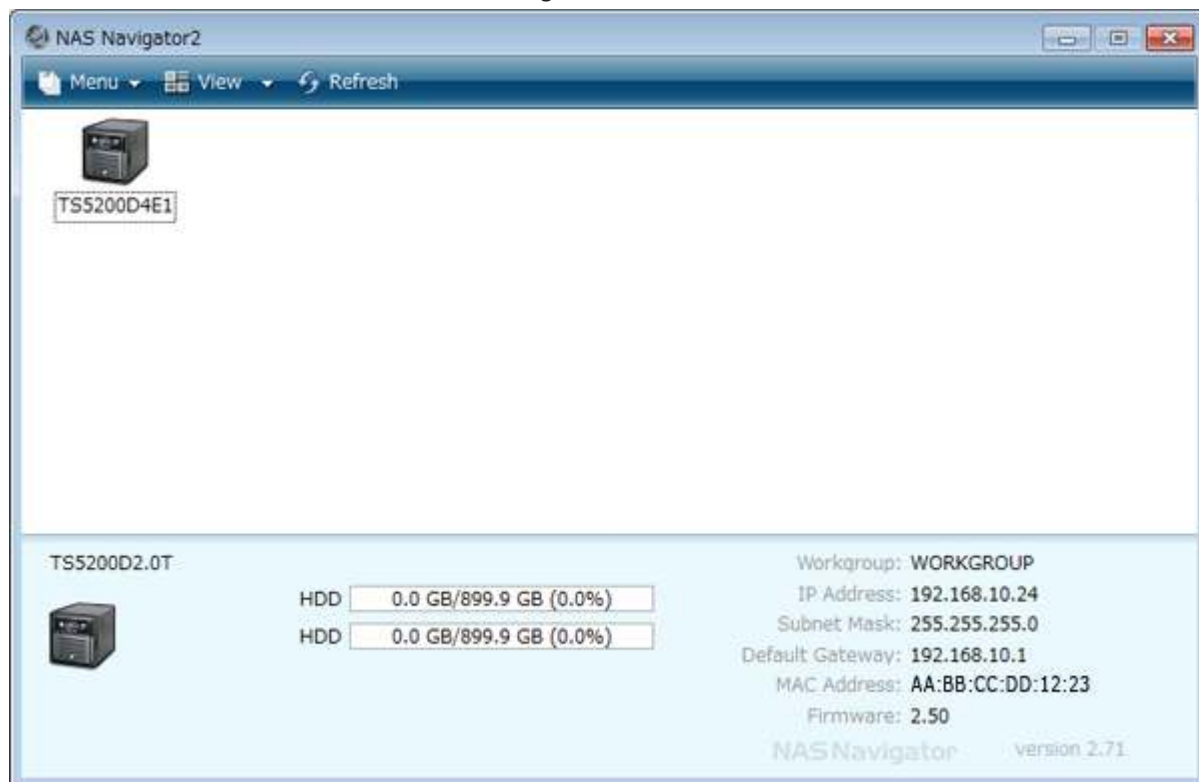 NAS Navigator2
Menu View Refresh
TS5200D4E1
TS5200D2.0T
HDD 0.0 GB/899.9 GB (0.0%)
HDD 0.0 GB/899.9 GB (0.0%)
Workgroup: WORKGROUP
IP Address: 192.168.10.24
Subnet Mask: 255.255.255.0
Default Gateway: 192.168.10.1
MAC Address: AA:BB:CC:DD:12:23
Firmware: 2.50
NASNavigator version 2.71